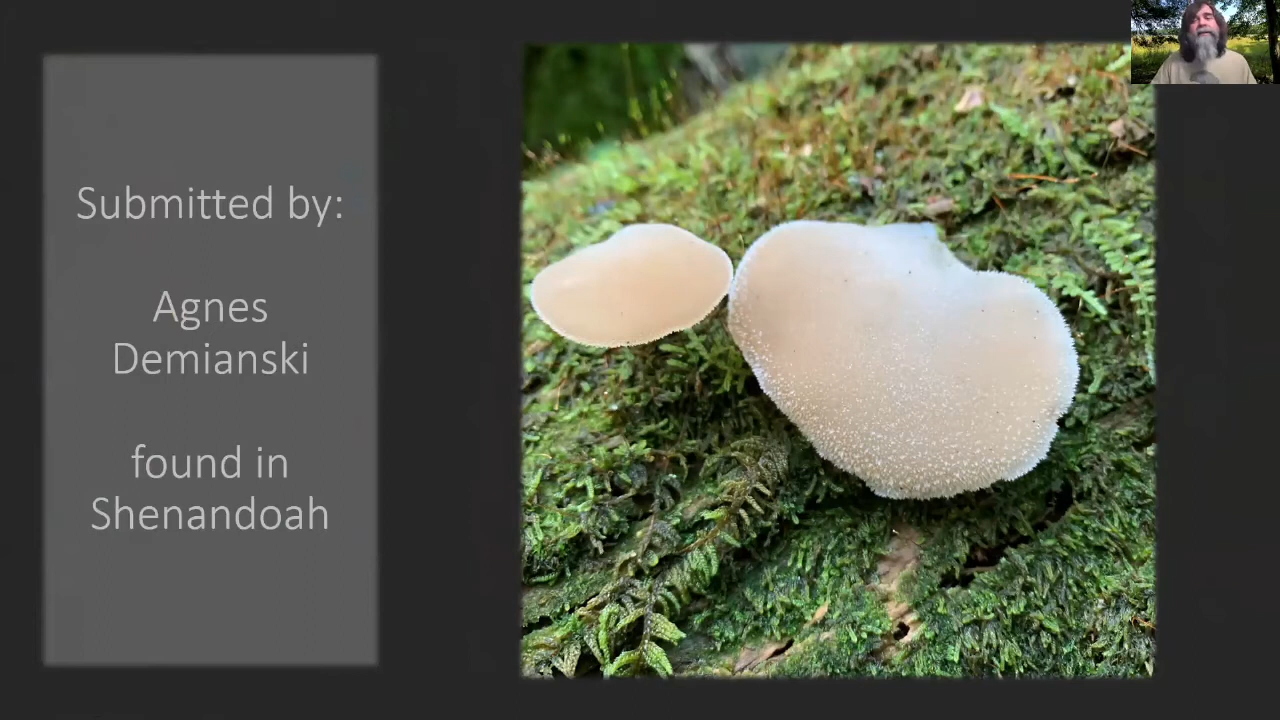 Submitted by:
Agnes
Demianski
found in
Shenandoah